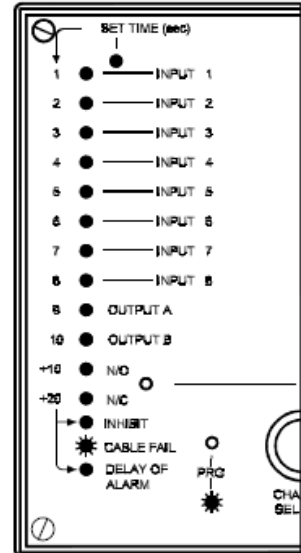 SET TIME (sec)
1 INPUT 1
2 INPUT 2
3 INPUT 3
4 INPUT 4
5 INPUT 5
6 INPUT 6
7 INPUT 7
8 INPUT 8
9 OUTPUT A
10 OUTPUT B
+10 N/O
+20 N/C
INHIBIT
CABLE FAIL
DELAY OF
ALARM
PRG
CHA
SEL